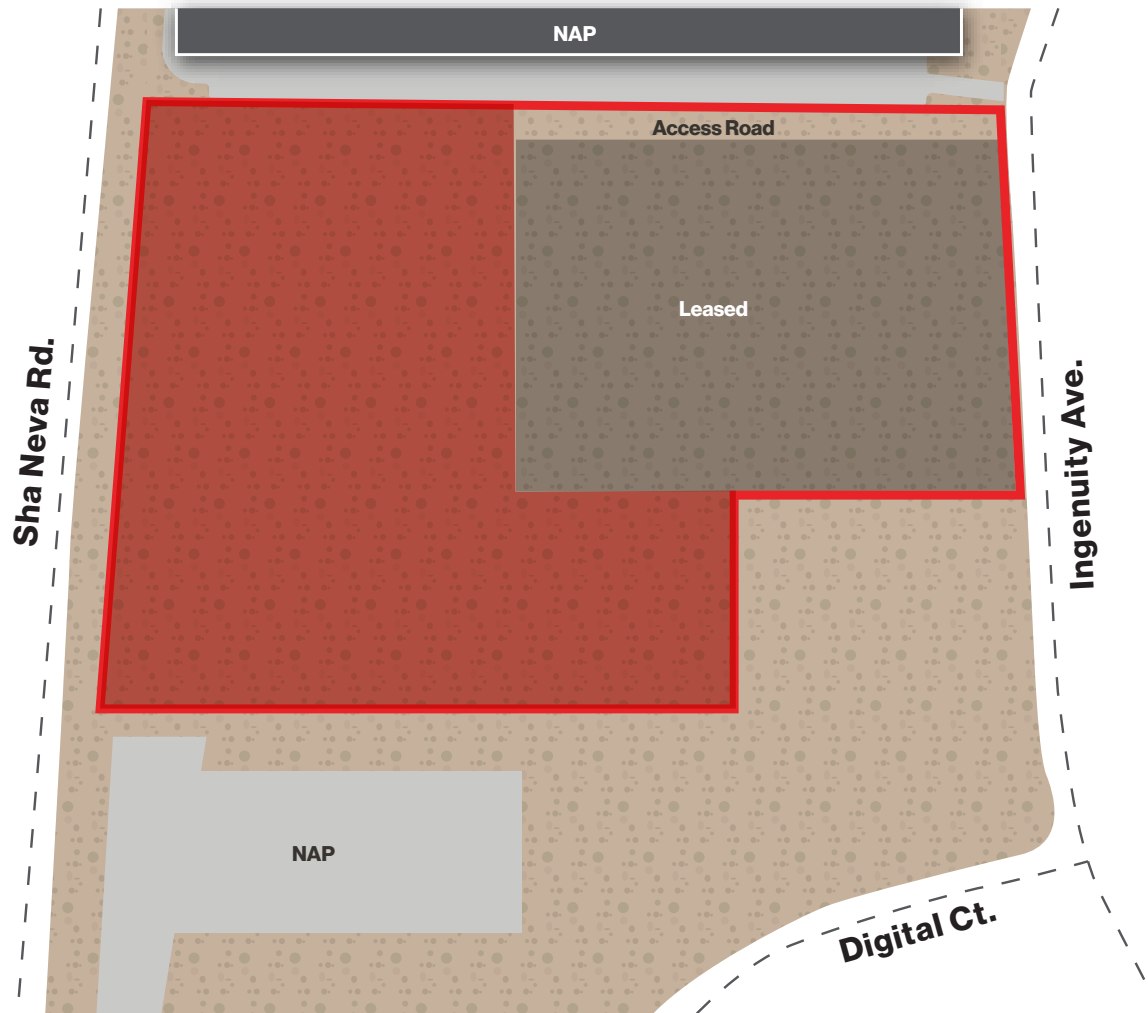 NAP
Access Road
Leased
Sha Neva Rd.
Ingenuity Ave.
NAP
Digital Ct.